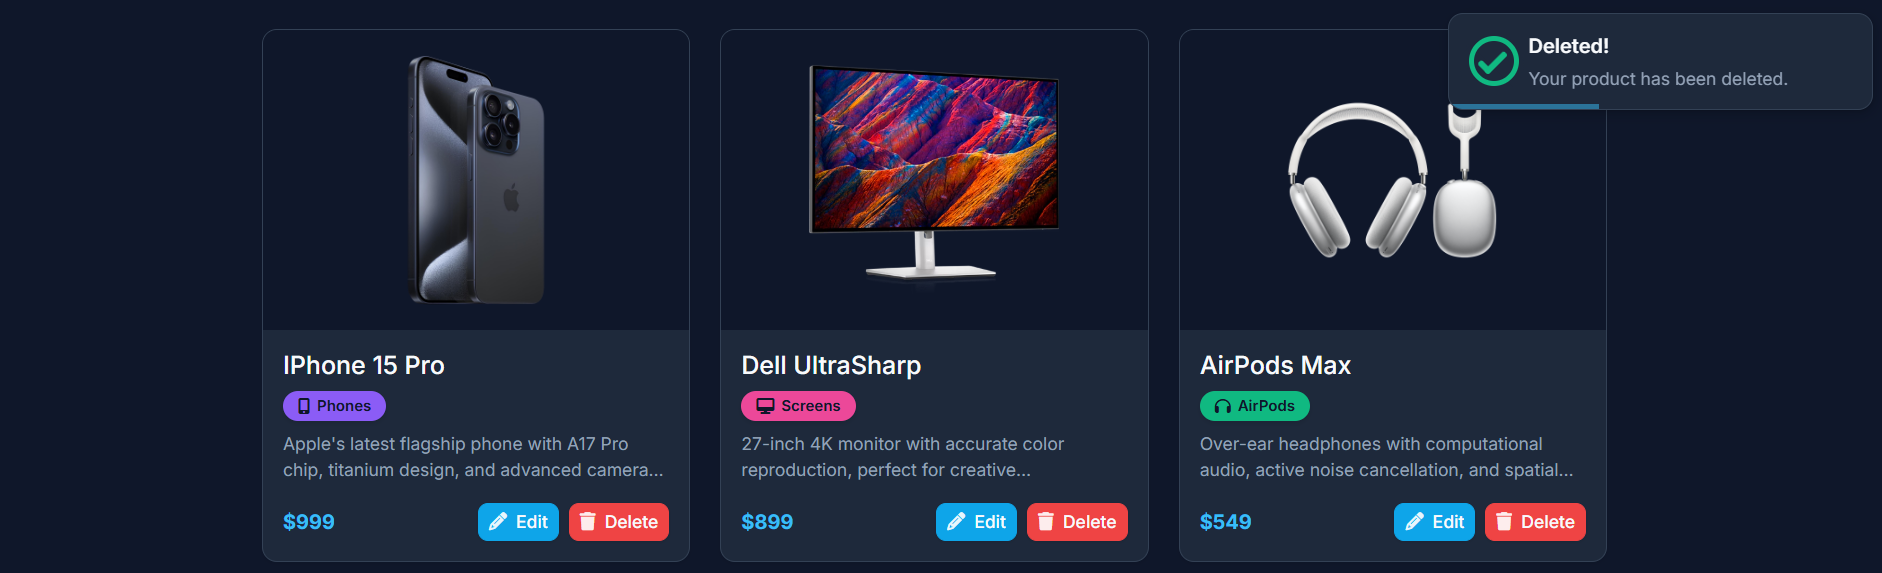 Deleted!
Your product has been deleted.
IPhone 15 Pro
Phones
Apple's latest flagship phone with A17 Pro
chip, titanium design, and advanced camera...
$999
Edit
Delete
Dell UltraSharp
Screens
27-inch 4K monitor with accurate color
reproduction, perfect for creative...
$899
Edit
Delete
AirPods Max
AirPods
Over-ear headphones with computational
audio, active noise cancellation, and spatial...
$549
Edit
Delete